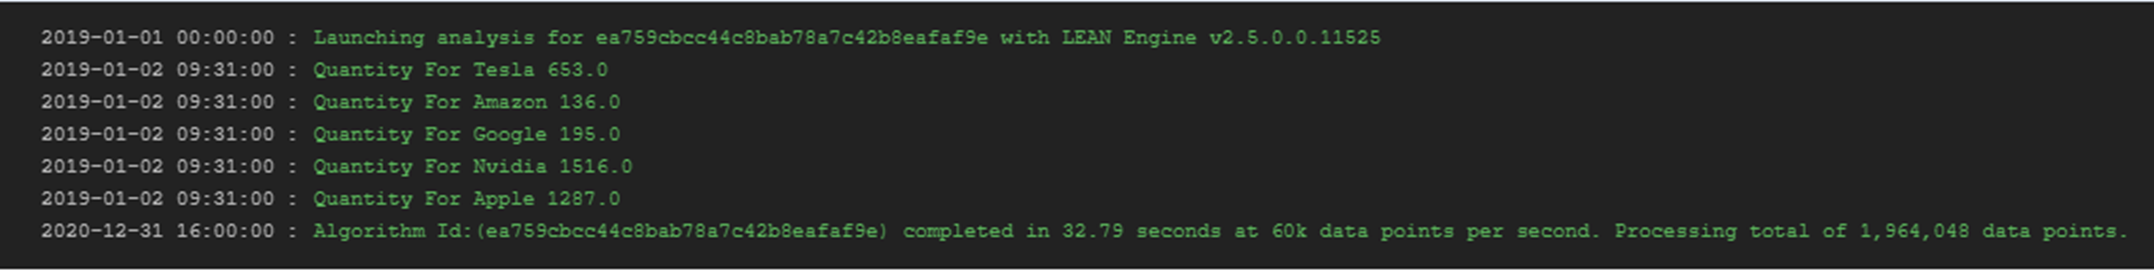 2019-01-01 00:00:00 : Launching analysis for ea759cbcc44c8bab78a7c42b8eafaf9e with LEAN Engine v2.5.0.0.11525
2019-01-02 09:31:00 : Quantity For Tesla 653.0
2019-01-02 09:31:00 : Quantity For Amazon 136.0
2019-01-02 09:31:00 : Quantity For Google 195.0
2019-01-02 09:31:00 : Quantity For Nvidia 1516.0
2019-01-02 09:31:00 : Quantity For Apple 1287.0
2020-12-31 16:00:00 : Algorithm Id:(ea759cbcc44c8bab78a7c42b8eafaf9e) completed in 32.79 seconds at 60k data points per second. Processing total of 1,964,048 data points.